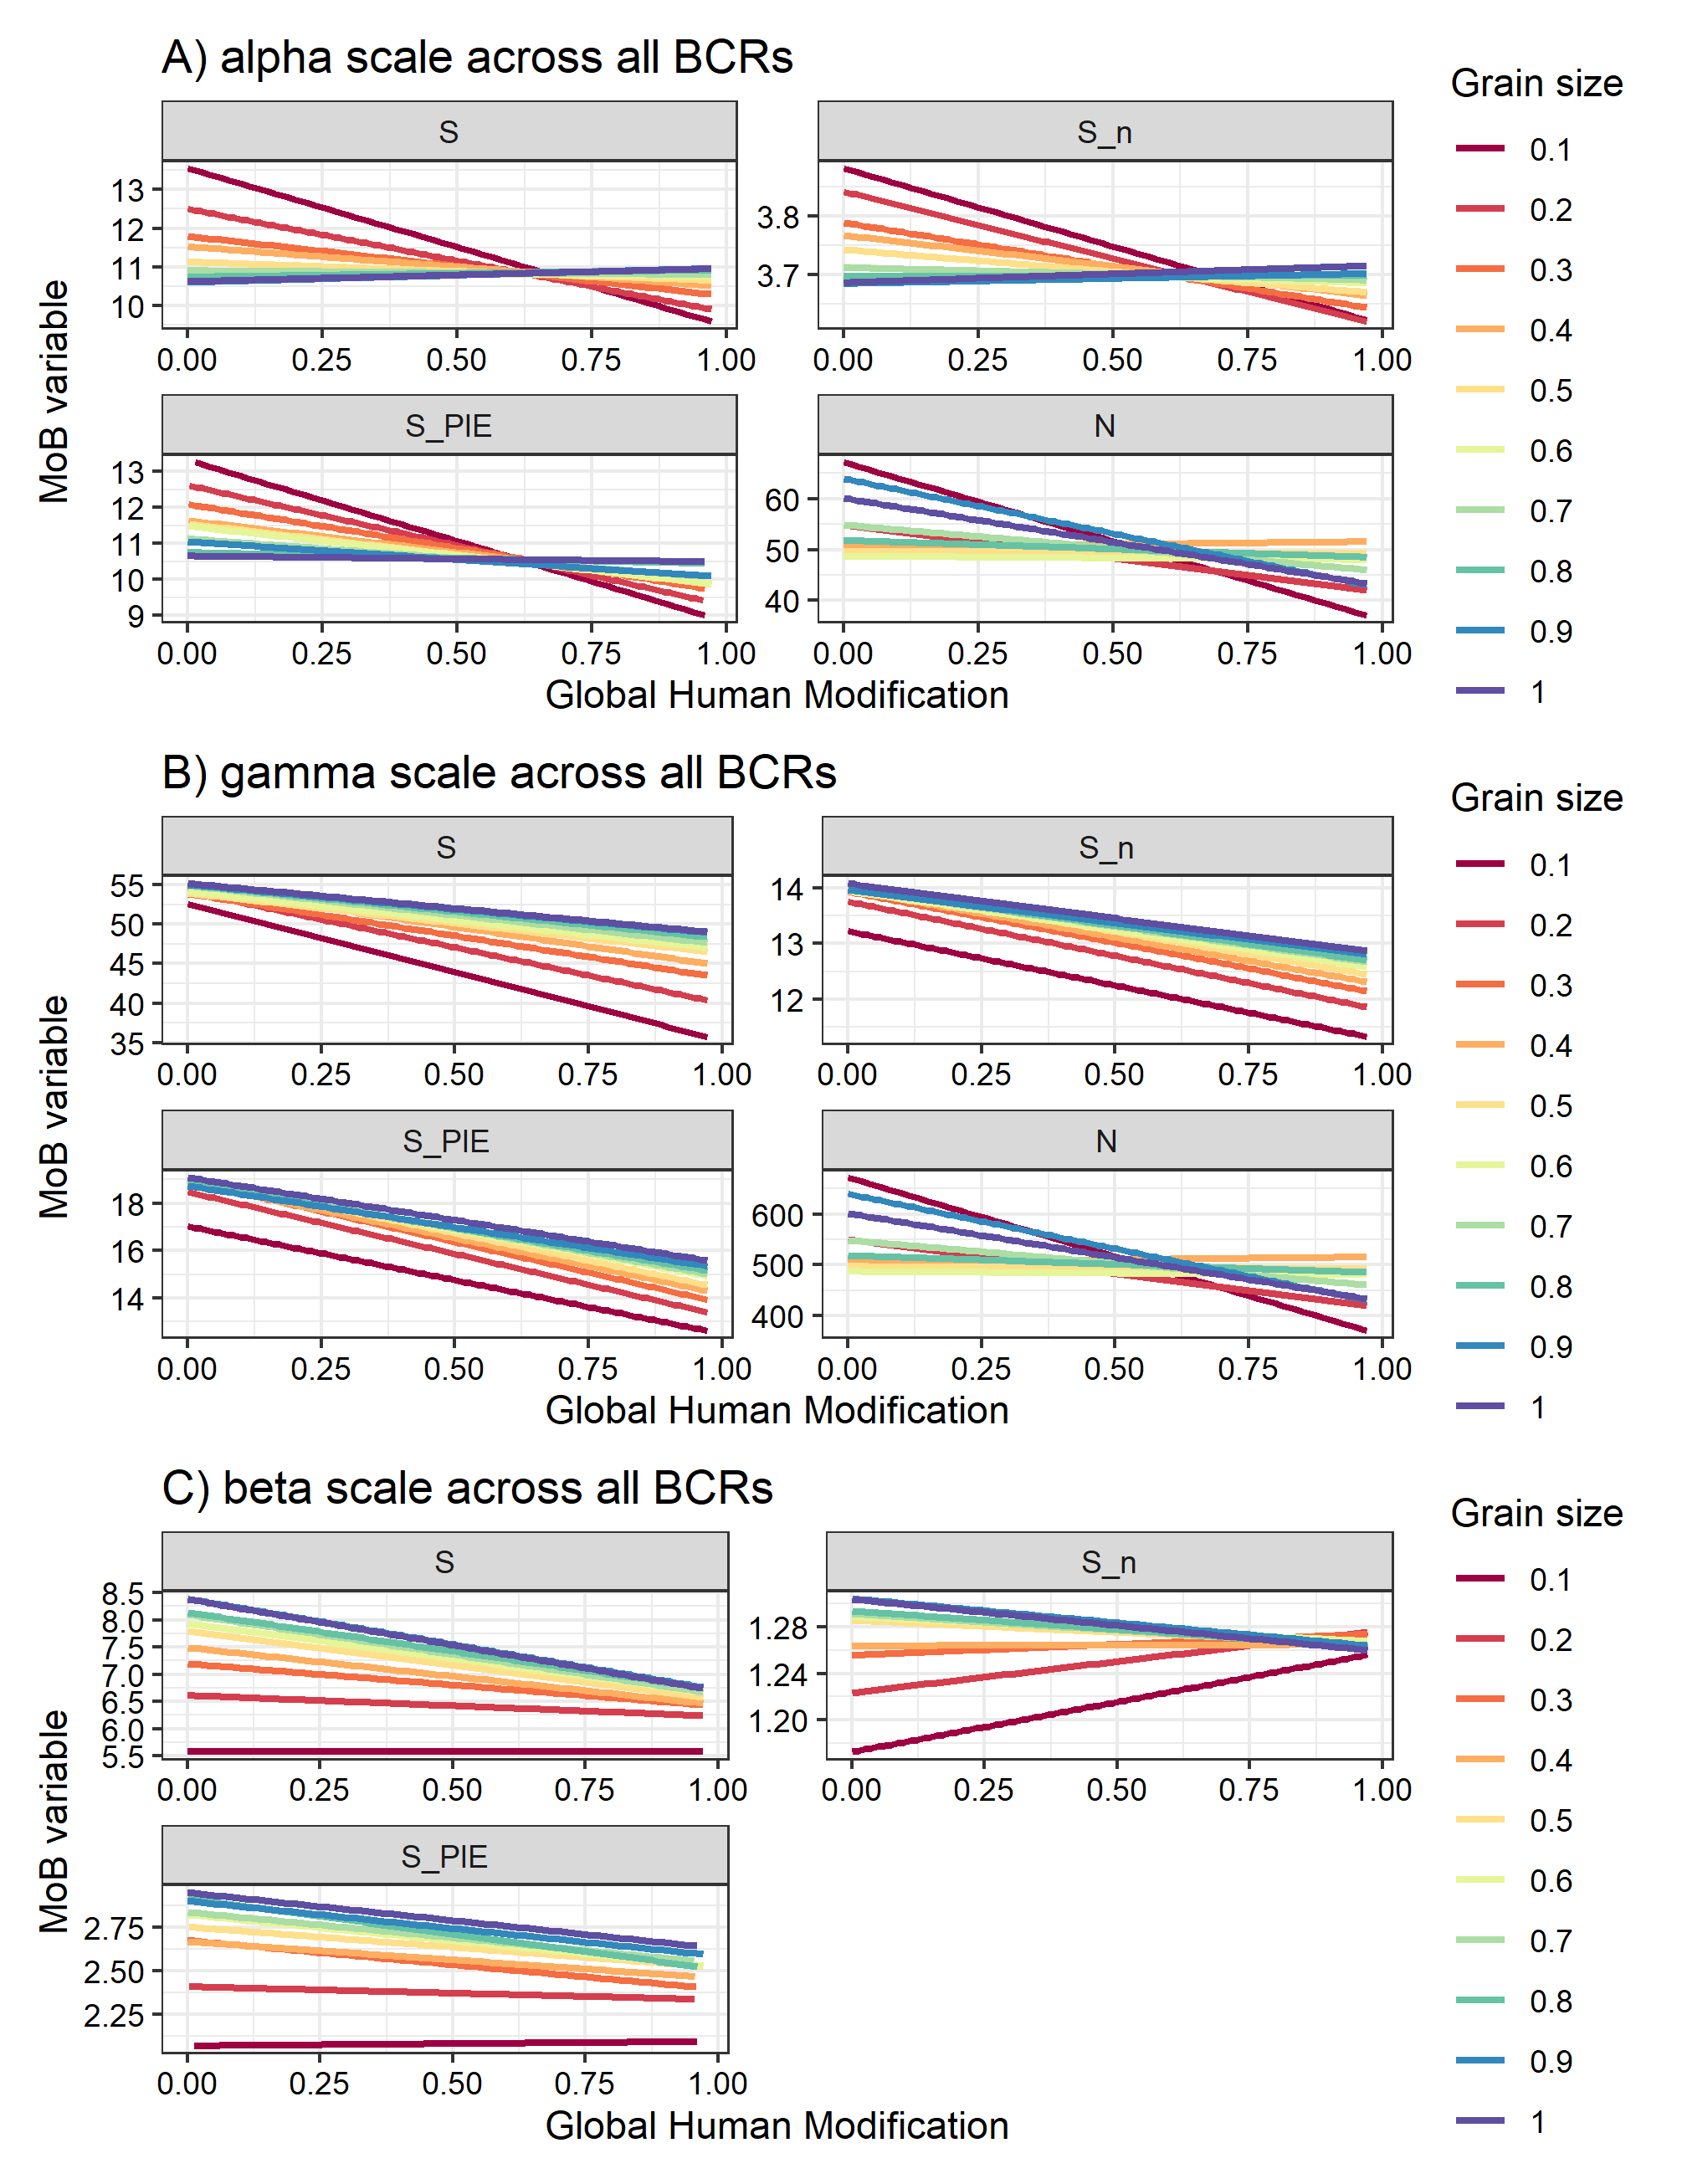 A) alpha scale across all BCRs
S
S_n
13
12
11
10
3.8
3.7
0.00 0.25 0.50 0.75 1.00
0.00 0.25 0.50 0.75 1.00
S_PIE
N
13
12
11
10
9
60
50
40
0.00 0.25 0.50 0.75 1.00
0.00 0.25 0.50 0.75 1.00
MoB variable
Global Human Modification
Grain size
0.1
0.2
0.3
0.4
0.5
0.6
0.7
0.8
0.9
1
B) gamma scale across all BCRs
S
S_n
55
50
45
40
35
14
13
12
0.00 0.25 0.50 0.75 1.00
0.00 0.25 0.50 0.75 1.00
S_PIE
N
18
16
14
600
500
400
0.00 0.25 0.50 0.75 1.00
0.00 0.25 0.50 0.75 1.00
MoB variable
Global Human Modification
Grain size
0.1
0.2
0.3
0.4
0.5
0.6
0.7
0.8
0.9
1
C) beta scale across all BCRs
S
S_n
8.5
8.0
7.5
7.0
6.5
6.0
5.5
1.28
1.24
1.20
0.00 0.25 0.50 0.75 1.00
0.00 0.25 0.50 0.75 1.00
S_PIE
2.75
2.50
2.25
0.00 0.25 0.50 0.75 1.00
MoB variable
Global Human Modification
Grain size
0.1
0.2
0.3
0.4
0.5
0.6
0.7
0.8
0.9
1